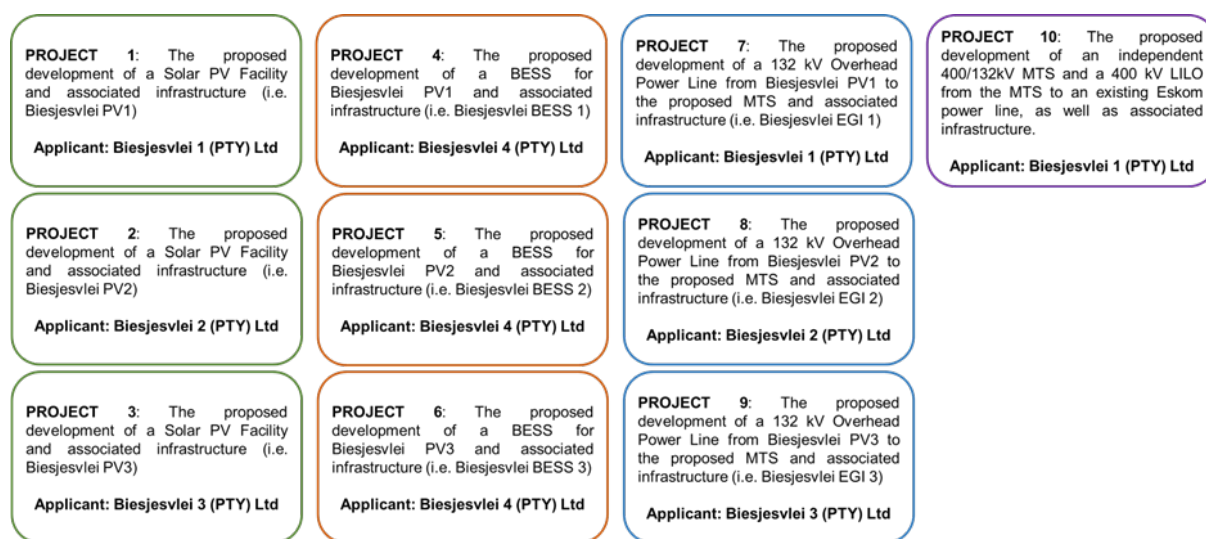 PROJECT 1: The proposed
development of a Solar PV Facility
and associated infrastructure (i.e.
Biesjesvlei PV1)
Applicant: Biesjesvlei 1 (PTY) Ltd
PROJECT 2: The proposed
development of a Solar PV Facility
and associated infrastructure (i.e.
Biesjesvlei PV2)
Applicant: Biesjesvlei 2 (PTY) Ltd
PROJECT 3: The proposed
development of a Solar PV Facility
and associated infrastructure (i.e.
Biesjesvlei PV3)
Applicant: Biesjesvlei 3 (PTY) Ltd
PROJECT 4: The proposed
development of a BESS for
Biesjesvlei PV1 and associated
infrastructure (i.e. Biesjesvlei BESS 1)
Applicant: Biesjesvlei 4 (PTY) Ltd
PROJECT 5: The proposed
development of a BESS for
Biesjesvlei PV2 and associated
infrastructure (i.e. Biesjesvlei BESS 2)
Applicant: Biesjesvlei 4 (PTY) Ltd
PROJECT 6: The proposed
development of a BESS for
Biesjesvlei PV3 and associated
infrastructure (i.e. Biesjesvlei BESS 3)
Applicant: Biesjesvlei 4 (PTY) Ltd
PROJECT 7: The proposed
development of a 132 kV Overhead
Power Line from Biesjesvlei PV1 to
the proposed MTS and associated
infrastructure (i.e. Biesjesvlei EGI 1)
Applicant: Biesjesvlei 1 (PTY) Ltd
PROJECT 8: The proposed
development of a 132 kV Overhead
Power Line from Biesjesvlei PV2 to
the proposed MTS and associated
infrastructure (i.e. Biesjesvlei EGI 2)
Applicant: Biesjesvlei 2 (PTY) Ltd
PROJECT 9: The proposed
development of a 132 kV Overhead
Power Line from Biesjesvlei PV3 to
the proposed MTS and associated
infrastructure (i.e. Biesjesvlei EGI 3)
Applicant: Biesjesvlei 3 (PTY) Ltd
PROJECT 10: The proposed
development of an independent
400/132kV MTS and a 400 kV LILO
from the MTS to an existing Eskom
power line, as well as associated
infrastructure.
Applicant: Biesjesvlei 1 (PTY) Ltd